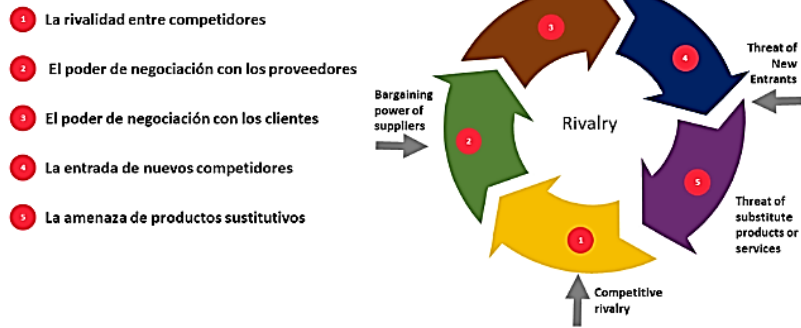 1 La rivalidad entre competidores
2 El poder de negociación con los proveedores
3 El poder de negociación con los clientes
4 La entrada de nuevos competidores
5 La amenaza de productos sustitutivos
3
4
Threat of
New
Entrants
Bargaining
power of
suppliers
2
Rivalry
5
Threat of
substitute
products or
services
1
Competitive
rivalry